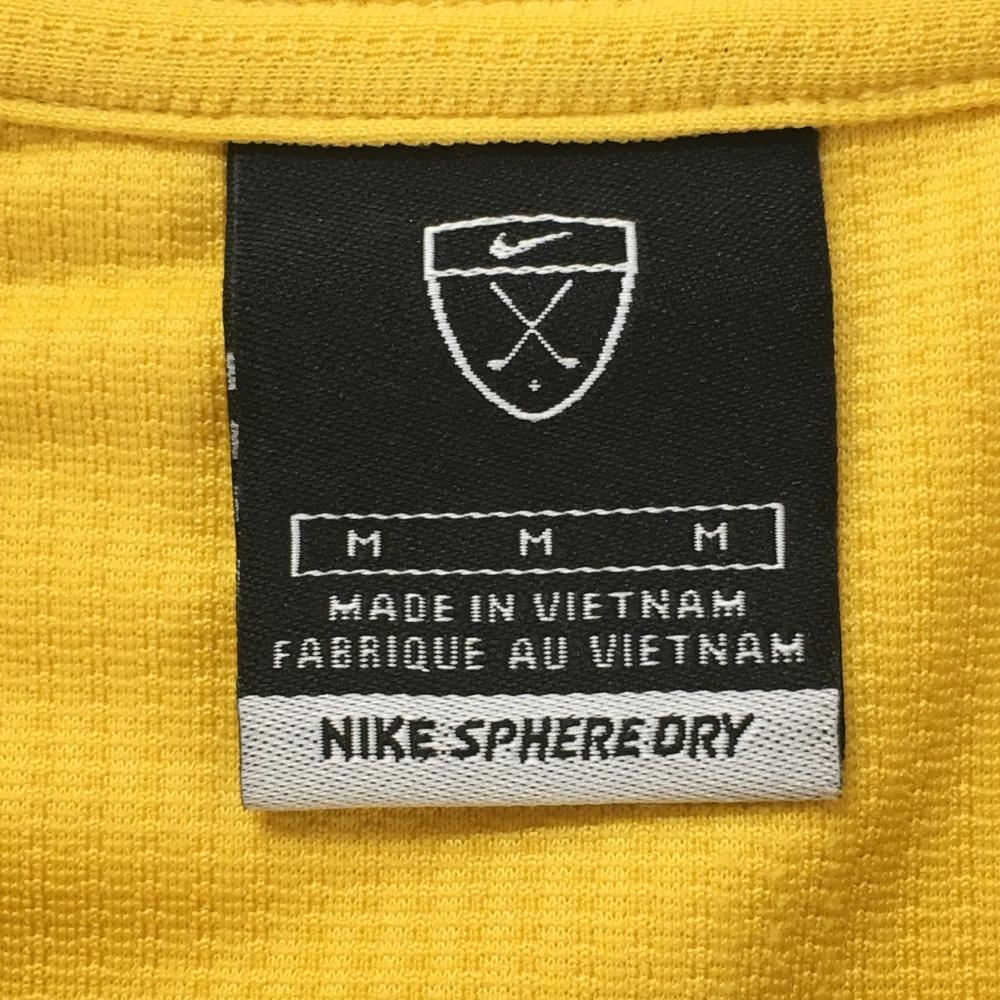 M M M
MADE IN VIETNAM
FABRIQUE AU VIETNAM
NIKE SPHERE DRY